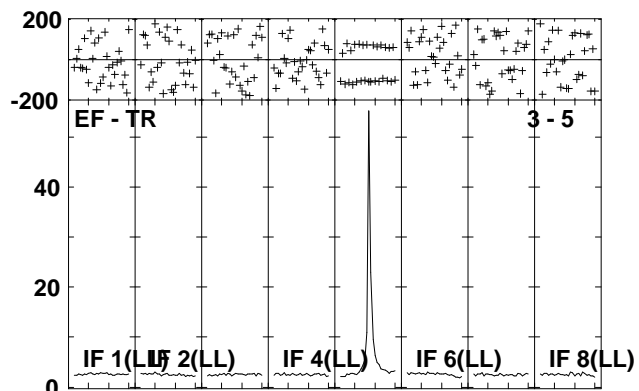 200
-200
EF - TR 3 - 5
40
20
IF 1(LL) IF 2(LL) IF 4(LL) IF 6(LL) IF 8(LL)
0